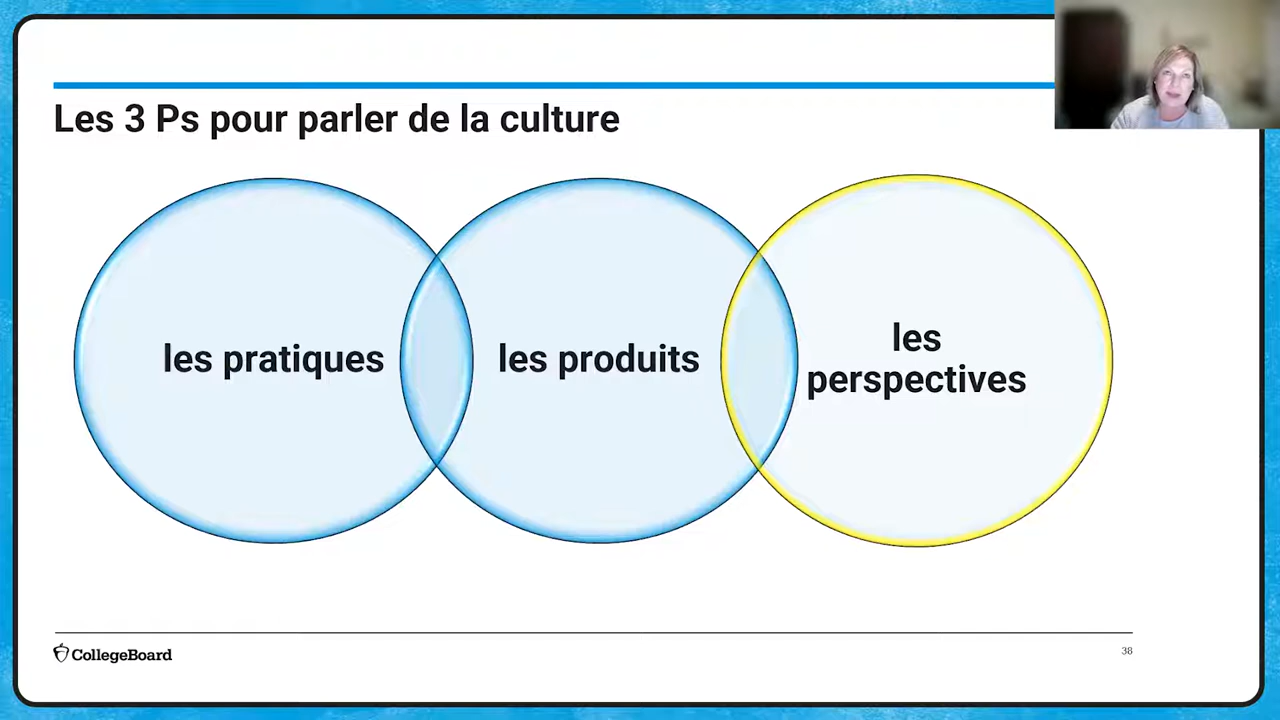 Les 3 Ps pour parler de la culture
les pratiques
les produits
les
perspectives
CollegeBoard
38